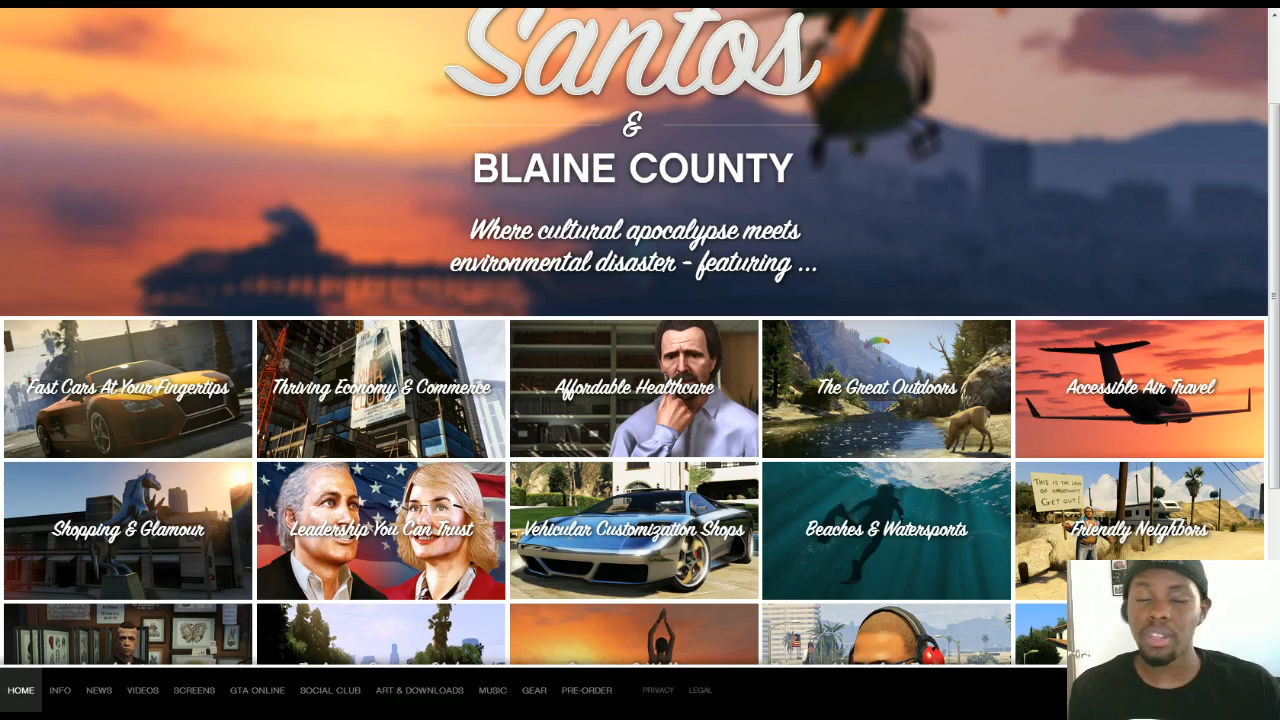 Santos
&
BLAINE COUNTY
Where cultural apocalypse meets
environmental disaster - featuring ...
Fast Cars At Your Fingertips
Thriving Economy & Commerce
Affordable Healthcare
The Great Outdoors
Accessible Air Travel
Shopping & Glamour
Leadership You Can Trust
Vehicular Customization Shops
Beaches & Watersports
THIS IS THE LAND
OF OPPORTUNITY
GET OUT!
Friendly Neighbors
HOME INFO NEWS VIDEOS SCREENS GTA ONLINE SOCIAL CLUB ART & DOWNLOADS MUSIC GEAR PRE-ORDER PRIVACY LEGAL